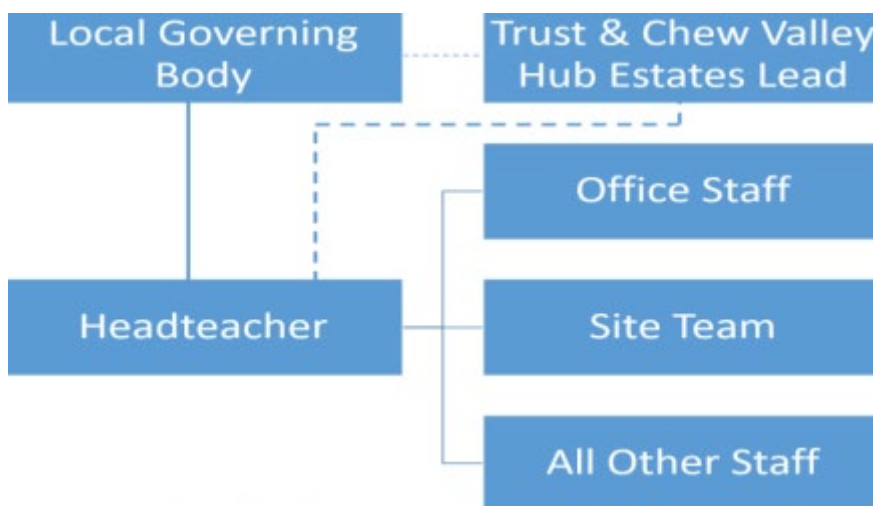 Local Governing
Body
Trust & Chew Valley
Hub Estates Lead
Office Staff
Headteacher
Site Team
All Other Staff